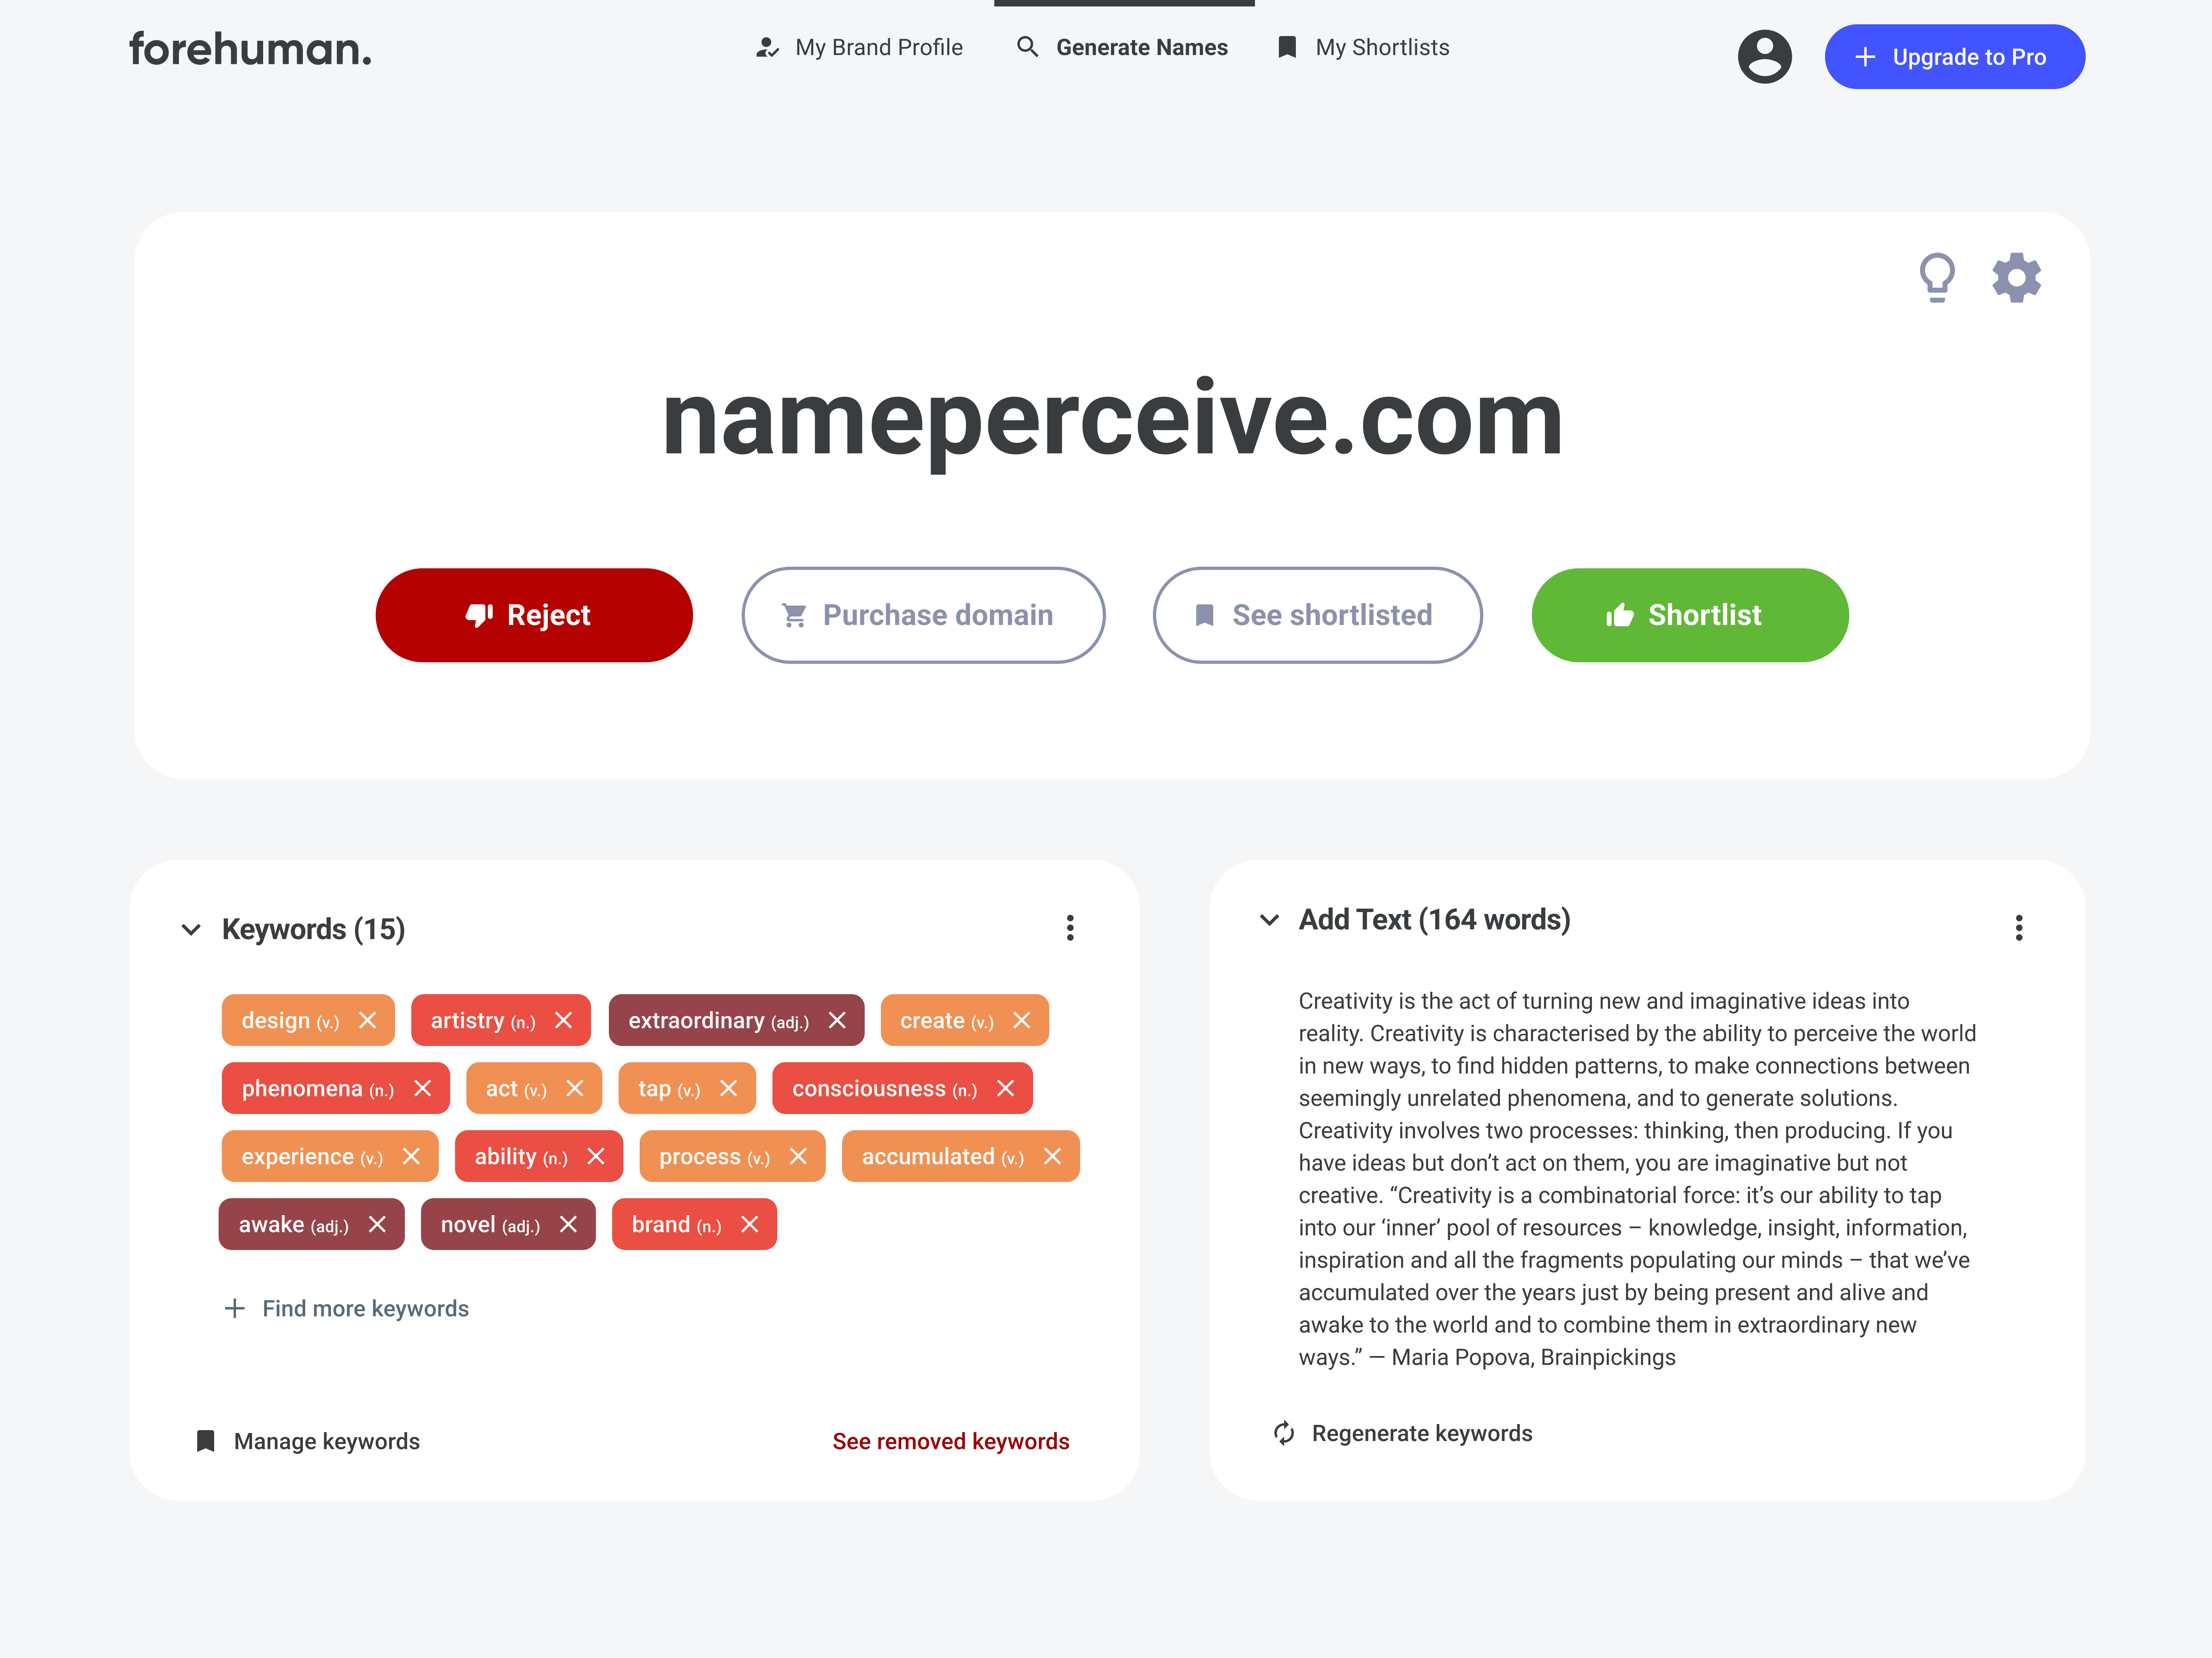 forehuman.
My Brand Profile
Generate Names
My Shortlists
Upgrade to Pro
nameperceive.com
Reject
Purchase domain
See shortlisted
Shortlist
Keywords (15)
design (v.)
artistry (n.)
extraordinary (adj.)
create (v.)
phenomena (n.)
act (v.)
tap (v.)
consciousness (n.)
experience (v.)
ability (n.)
process (v.)
accumulated (v.)
awake (adj.)
novel (adj.)
brand (n.)
Find more keywords
Manage keywords
See removed keywords
Add Text (164 words)
Creativity is the act of turning new and imaginative ideas into
reality. Creativity is characterised by the ability to perceive the world
in new ways, to find hidden patterns, to make connections between
seemingly unrelated phenomena, and to generate solutions.
Creativity involves two processes: thinking, then producing. If you
have ideas but don’t act on them, you are imaginative but not
creative. “Creativity is a combinatorial force: it’s our ability to tap
into our ‘inner’ pool of resources – knowledge, insight, information,
inspiration and all the fragments populating our minds – that we’ve
accumulated over the years just by being present and alive and
awake to the world and to combine them in extraordinary new
ways.” — Maria Popova, Brainpickings
Regenerate keywords